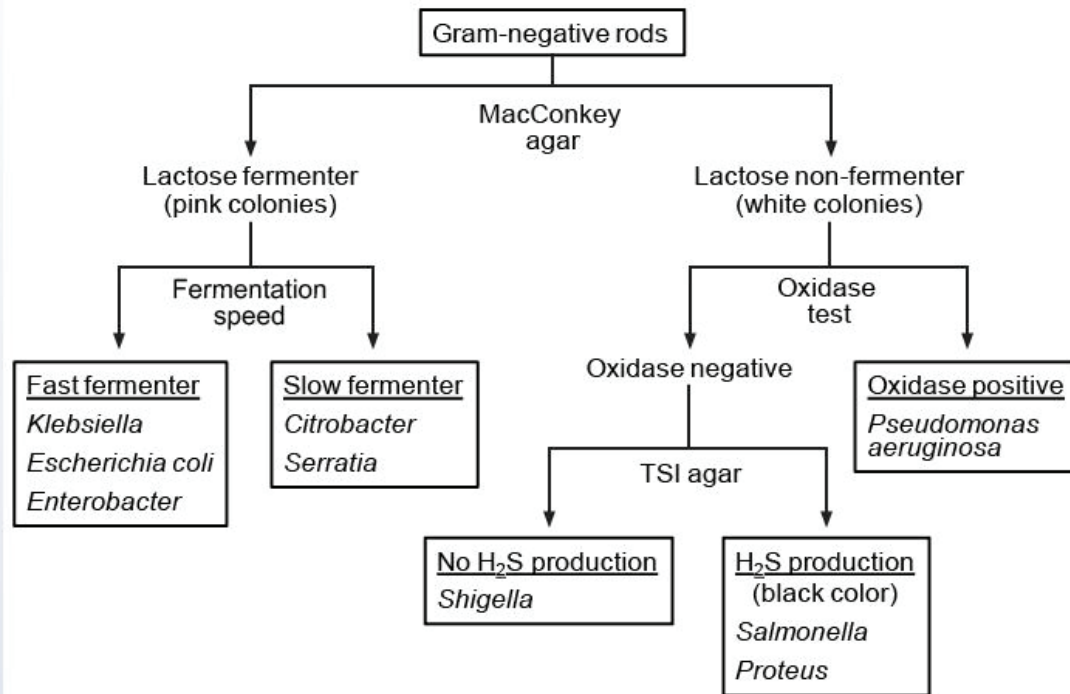 Gram-negative rods
MacConkey
agar
Lactose fermenter
(pink colonies)
Lactose non-fermenter
(white colonies)
Fermentation
speed
Oxidase
test
Fast fermenter
Klebsiella
Escherichia coli
Enterobacter
Slow fermenter
Citrobacter
Serratia
Oxidase negative
Oxidase positive
Pseudomonas
aeruginosa
TSI agar
No H₂S production
Shigella
H₂S production
(black color)
Salmonella
Proteus